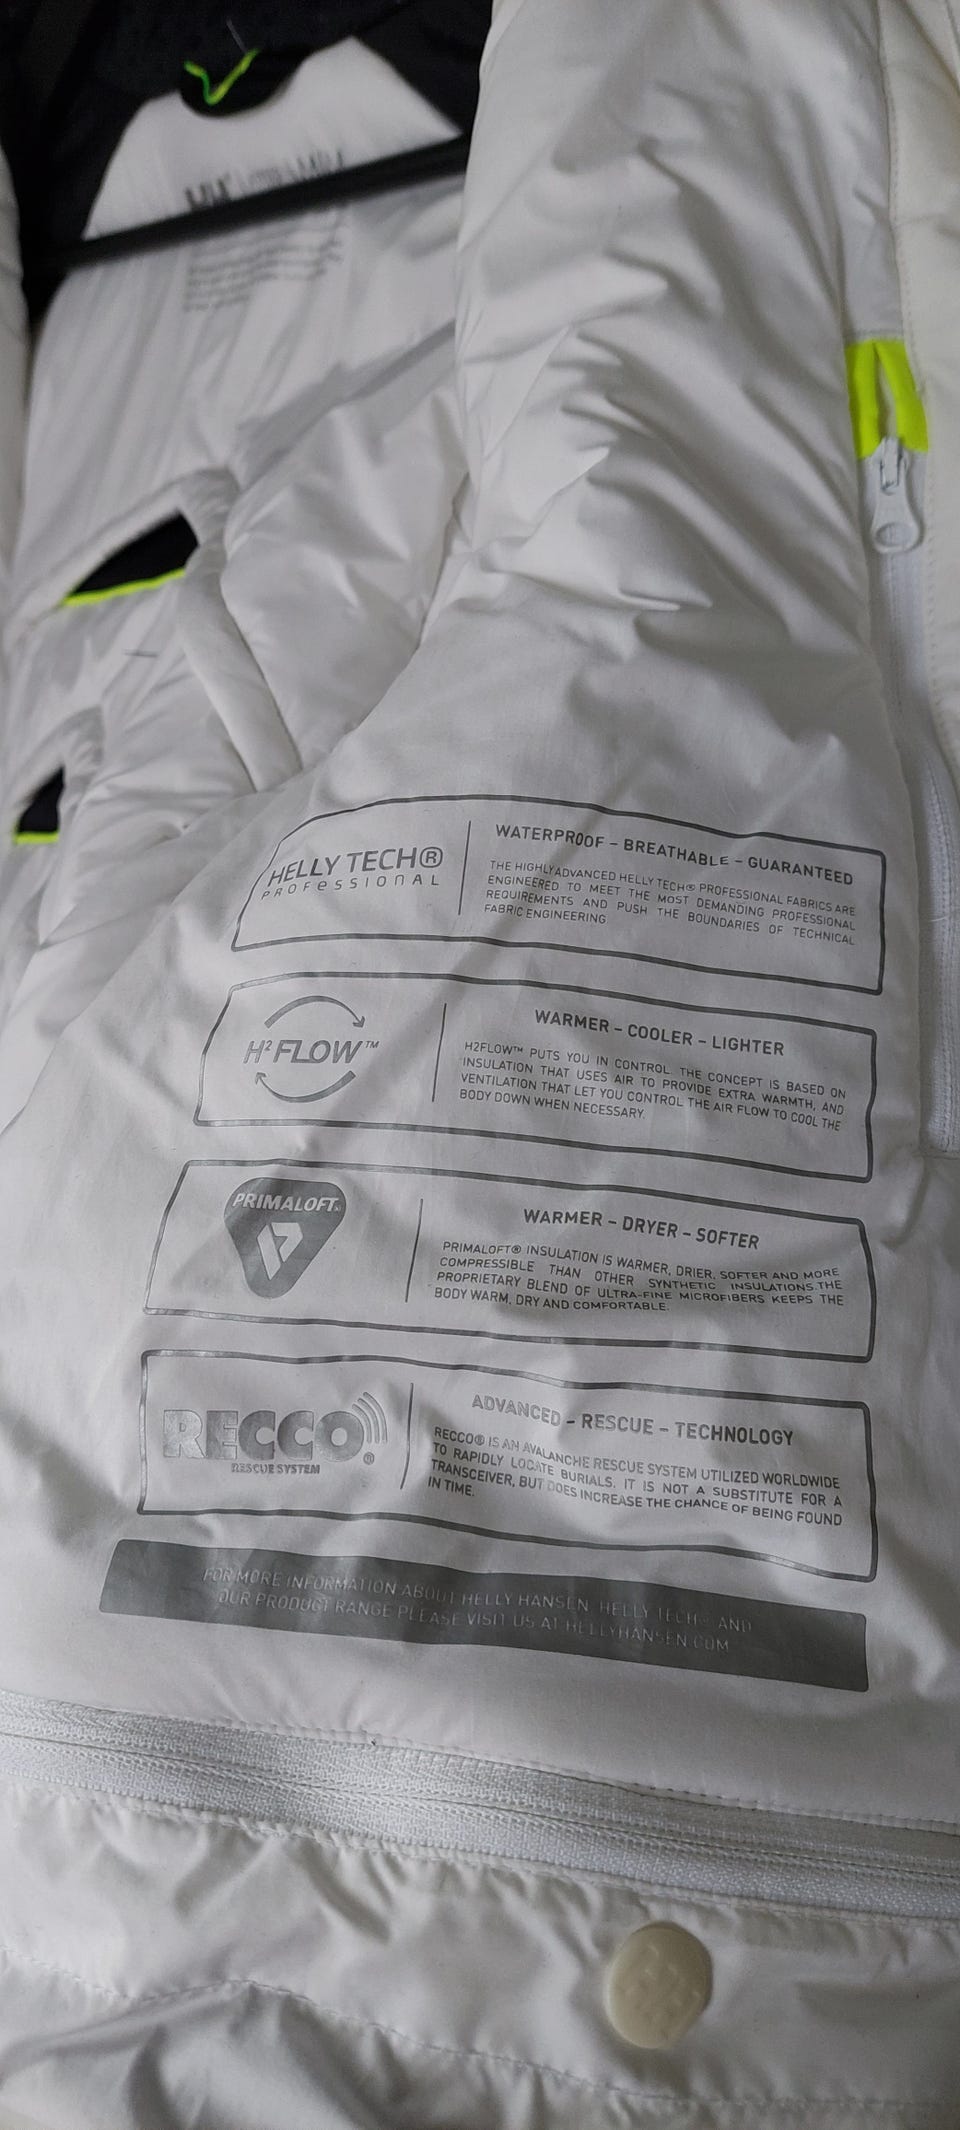 HELLY TECH®
PROFESSIONAL
WATERPROOF – BREATHABLE – GUARANTEED
THE HIGHLY ADVANCED HELLY TECH® PROFESSIONAL FABRICS ARE
ENGINEERED TO MEET THE MOST DEMANDING PROFESSIONAL
REQUIREMENTS AND PUSH THE BOUNDARIES OF TECHNICAL
FABRIC ENGINEERING
H² FLOW™
WARMER – COOLER – LIGHTER
H2FLOW™ PUTS YOU IN CONTROL. THE CONCEPT IS BASED ON
INSULATION THAT USES AIR TO PROVIDE EXTRA WARMTH, AND
VENTILATION THAT LET YOU CONTROL THE AIR FLOW TO COOL THE
BODY DOWN WHEN NECESSARY.
PRIMALOFT®
WARMER – DRYER – SOFTER
PRIMALOFT® INSULATION IS WARMER, DRIER, SOFTER AND MORE
COMPRESSIBLE THAN OTHER SYNTHETIC INSULATIONS.THE
PROPRIETARY BLEND OF ULTRA-FINE MICROFIBERS KEEPS THE
BODY WARM, DRY AND COMFORTABLE.
RECCO®
RESCUE SYSTEM
ADVANCED – RESCUE – TECHNOLOGY
RECCO® IS AN AVALANCHE RESCUE SYSTEM UTILIZED WORLDWIDE
TO RAPIDLY LOCATE BURIALS. IT IS NOT A SUBSTITUTE FOR A
TRANSCEIVER, BUT DOES INCREASE THE CHANCE OF BEING FOUND
IN TIME.
FOR MORE INFORMATION ABOUT HELLY HANSEN, HELLY TECH® AND
OUR PRODUCT RANGE PLEASE VISIT US AT HELLYHANSEN.COM